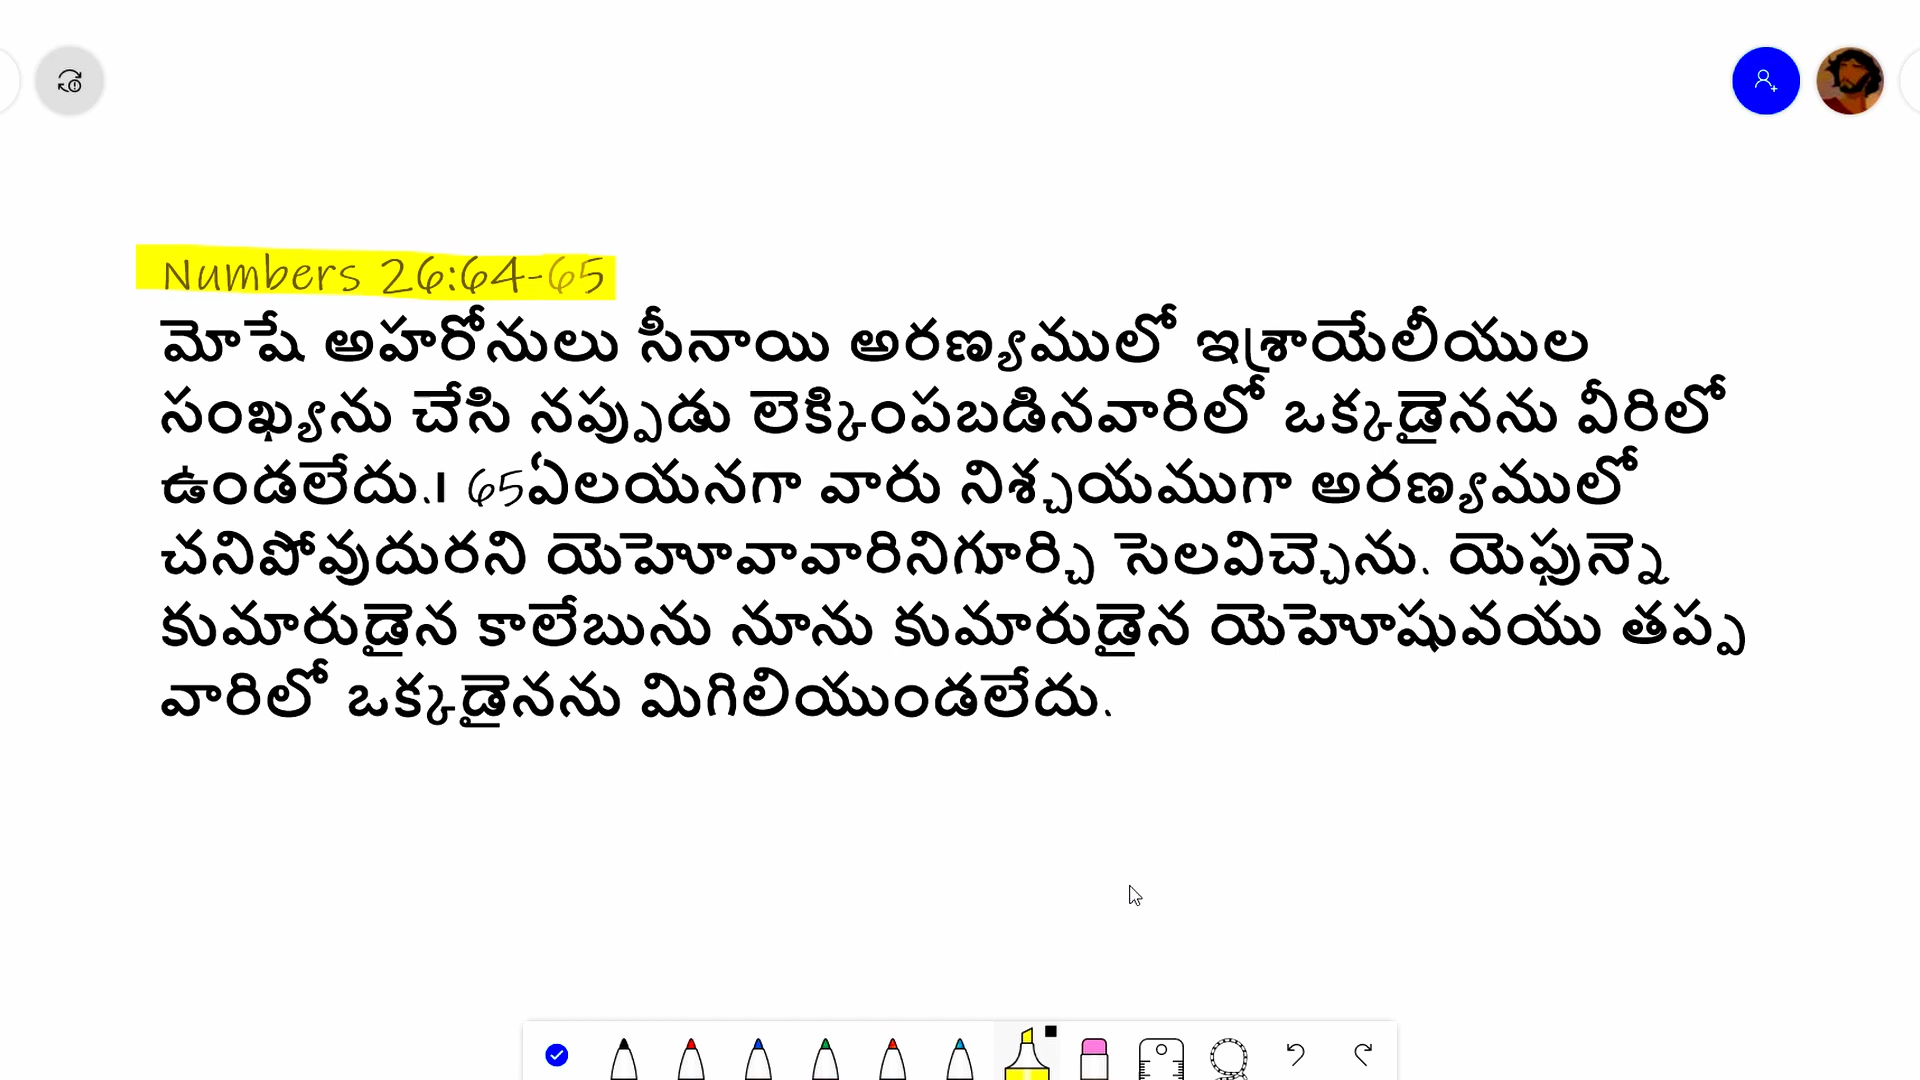 Numbers 26:64-65
మోషే అహరోనులు సీనాయి అరణ్యములో ఇశ్రాయేలీయుల
సంఖ్యను చేసి నప్పుడు లెక్కింపబడినవారిలో ఒక్కడైనను వీరిలో
ఉండలేదు.। 65ఏలయనగా వారు నిశ్చయముగా అరణ్యములో
చనిపోవుదురని యెహోవావారినిగూర్చి సెలవిచ్చెను. యెఫున్నె
కుమారుడైన కాలేబును నూను కుమారుడైన యెహోషువయు తప్ప
వారిలో ఒక్కడైనను మిగిలియుండలేదు.